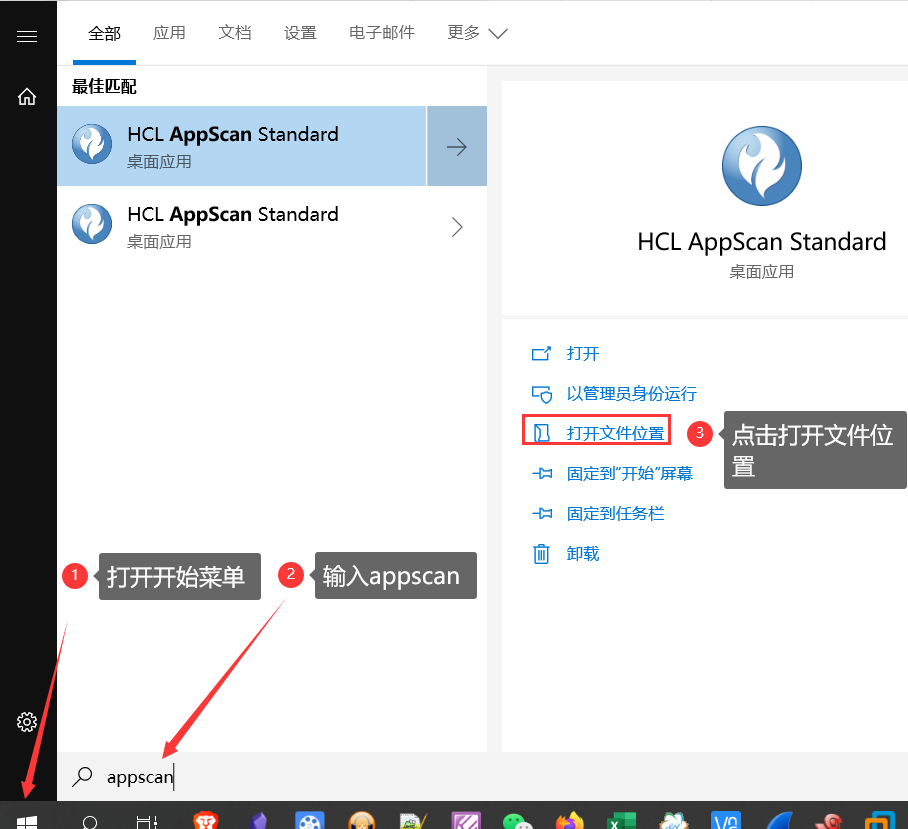 全部 应用 文档 设置 电子邮件 更多
最佳匹配
HCL AppScan Standard
桌面应用
HCL AppScan Standard
桌面应用
HCL AppScan Standard
桌面应用
打开
以管理员身份运行
打开文件位置
3 点击打开文件位
置
固定到“开始”屏幕
固定到任务栏
卸载
1 打开开始菜单
2 输入appscan
appscan